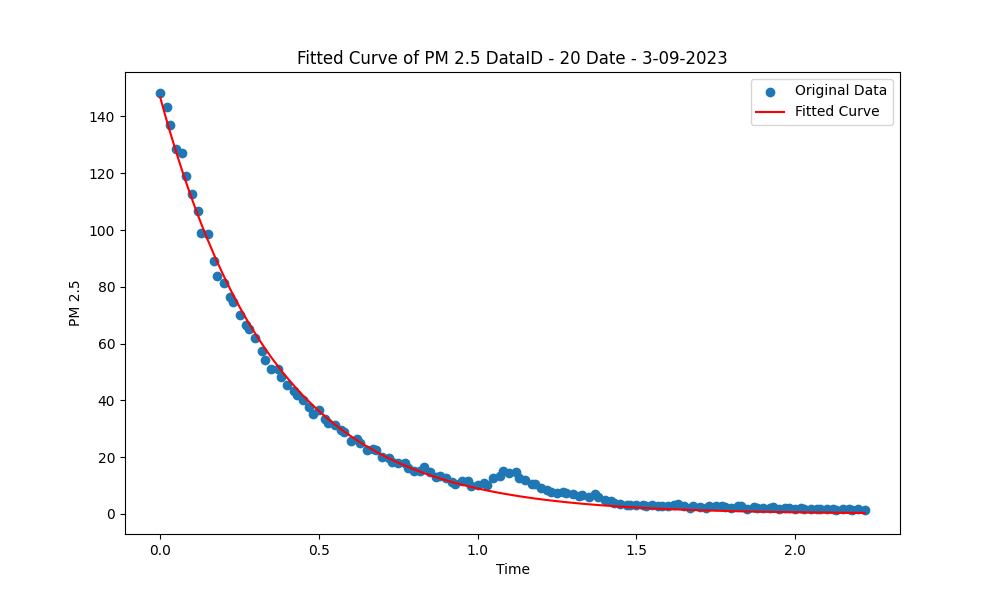 Fitted Curve of PM 2.5 DataID - 20 Date - 3-09-2023
Original Data
Fitted Curve
PM 2.5
140
120
100
80
60
40
20
0
0.0 0.5 1.0 1.5 2.0
Time